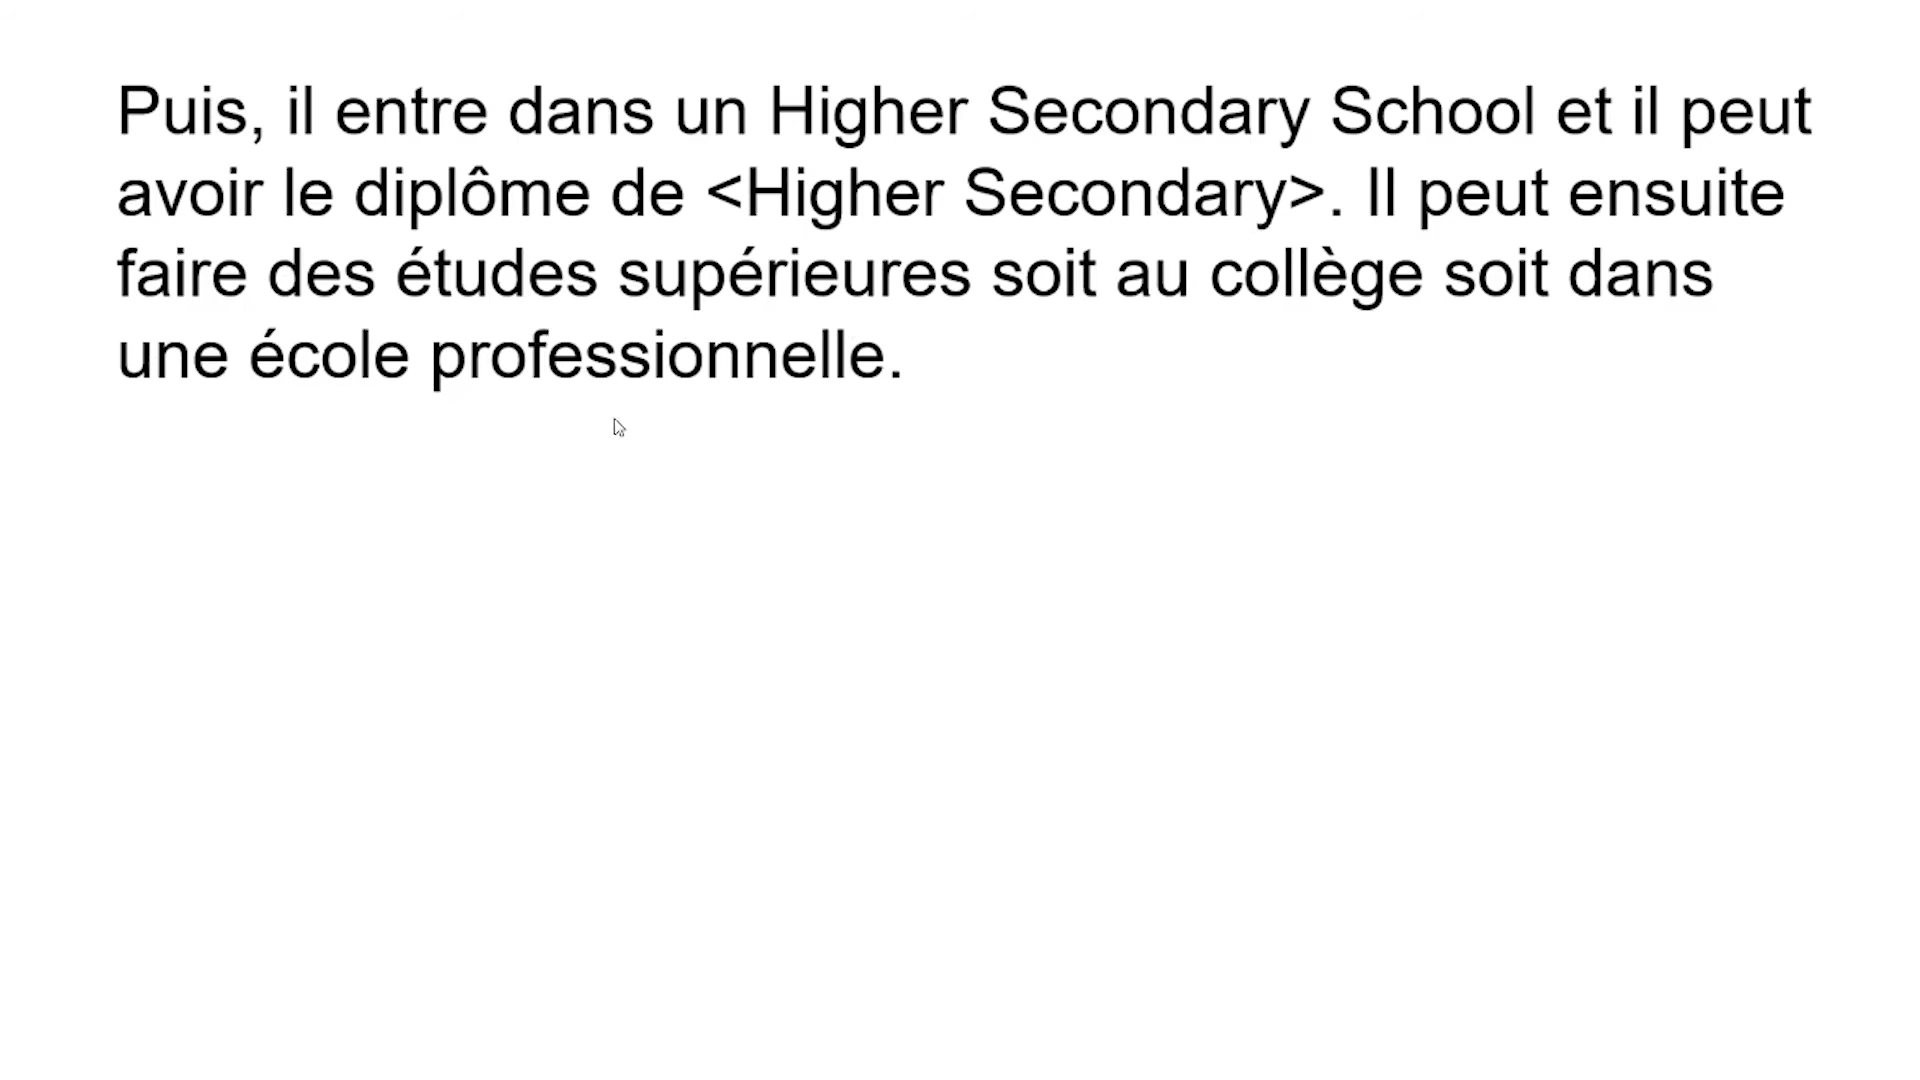 Puis, il entre dans un Higher Secondary School et il peut
avoir le diplôme de <Higher Secondary>. Il peut ensuite
faire des études supérieures soit au collège soit dans
une école professionnelle.